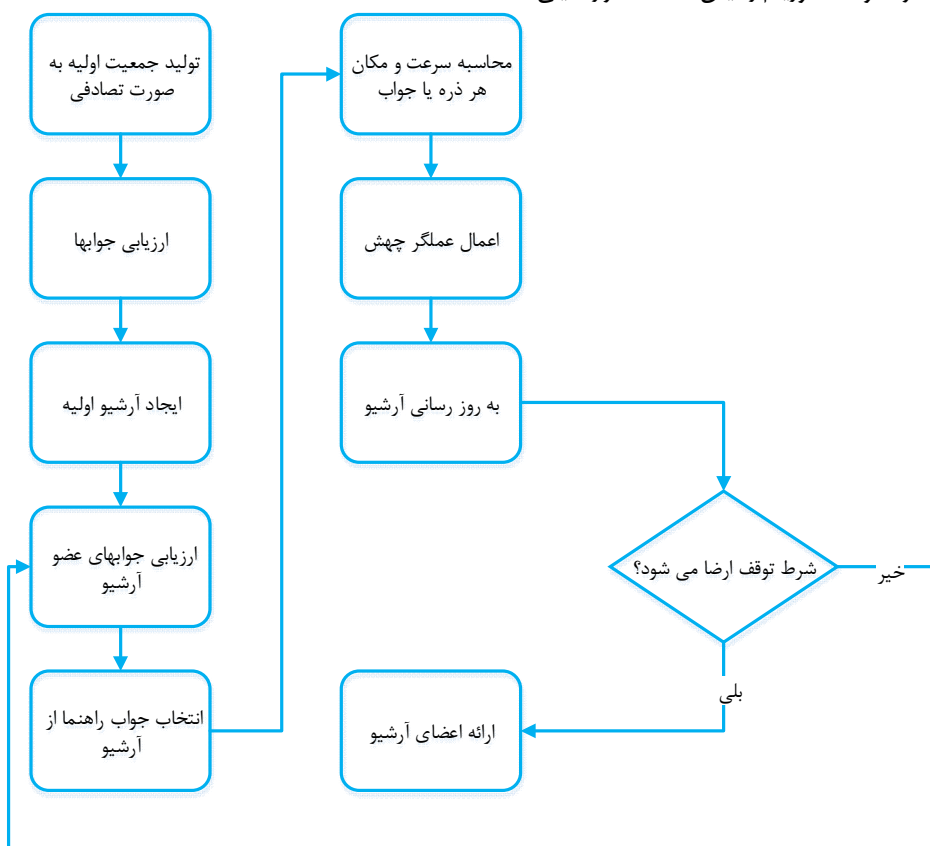 تولید جمعیت اولیه به
صورت تصادفی
ارزیابی جوابها
ایجاد آرشیو اولیه
ارزیابی جوابهای عضو
آرشیو
انتخاب جواب راهنما از
آرشیو
محاسبه سرعت و مکان
هر ذره یا جواب
اعمال عملگر جهش
به روز رسانی آرشیو
شرط توقف ارضا می شود؟
خیر
بلی
ارائه اعضای آرشیو